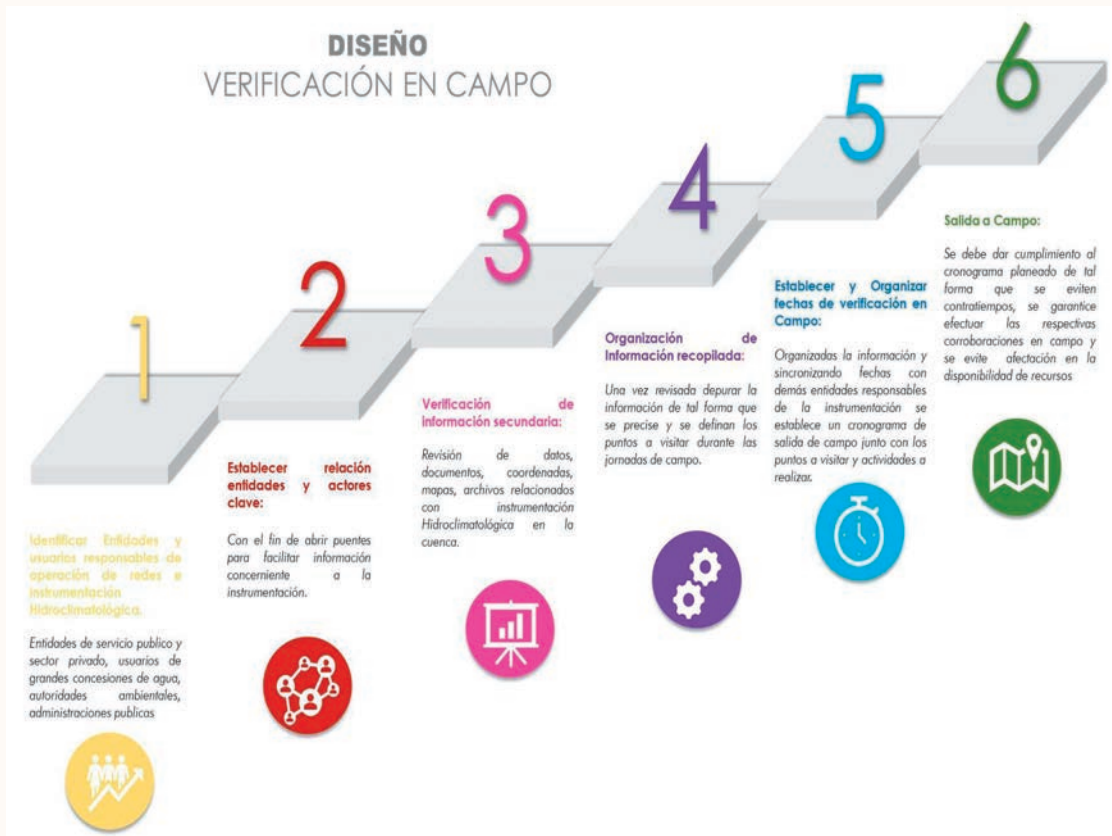 DISEÑO
VERIFICACIÓN EN CAMPO
1
Identificar Entidades y
usuarios responsables de
operación de redes e
instrumentación
Hidroclimatológica.
Entidades de servicio publico y
sector privado, usuarios de
grandes concesiones de agua,
autoridades ambientales,
administraciones publicas
2
Establecer relación
entidades y actores
clave:
Con el fin de abrir puentes
para facilitar información
concerniente a la
instrumentación.
3
Verificación de
información secundaria:
Revisión de datos,
documentos, coordenadas,
mapas, archivos relacionados
con instrumentación
Hidroclimatológica en la
cuenca.
4
Organización de
Información recopilada:
Una vez revisada depurar la
información de tal forma que
se precise y se definan los
puntos a visitar durante las
jornadas de campo.
5
Establecer y Organizar
fechas de verificación en
Campo:
Organizadas la información y
sincronizando fechas con
demás entidades responsables
de la instrumentación se
establece un cronograma de
salida de campo junto con los
puntos a visitar y actividades a
realizar.
6
Salida a Campo:
Se debe dar cumplimiento al
cronograma planeado de tal
forma que se eviten
contratiempos, se garantice
efectuar las respectivas
corroboraciones en campo y
se evite afectación en la
disponibilidad de recursos